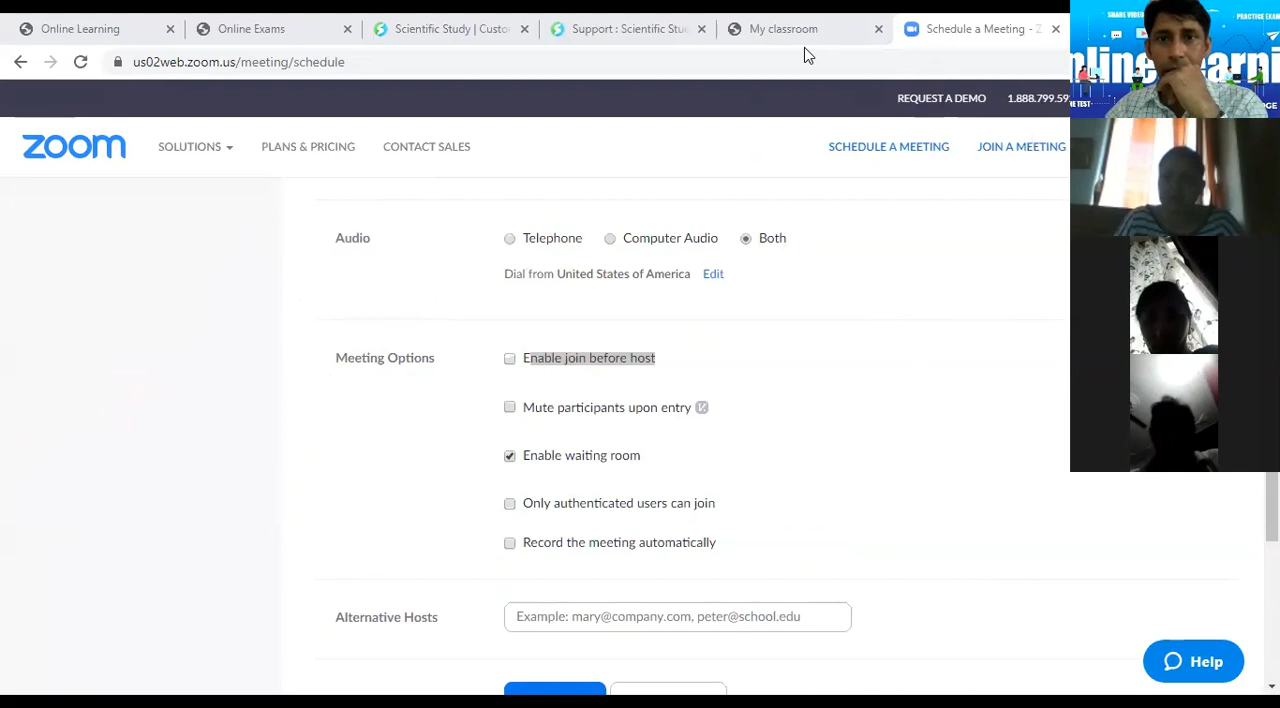 Online Learning
Online Exams
Scientific Study | Custo
Support : Scientific Stu
My classroom
Schedule a Meeting - Z
us02web.zoom.us/meeting/schedule
REQUEST A DEMO
1.888.799.59
zoom
SOLUTIONS
PLANS & PRICING
CONTACT SALES
SCHEDULE A MEETING
JOIN A MEETING
Audio
Telephone
Computer Audio
Both
Dial from United States of America Edit
Meeting Options
Enable join before host
Mute participants upon entry
Enable waiting room
Only authenticated users can join
Record the meeting automatically
Alternative Hosts
Example: mary@company.com, peter@school.edu
Help
SHARE VIDEO
PRACTICE EXAM